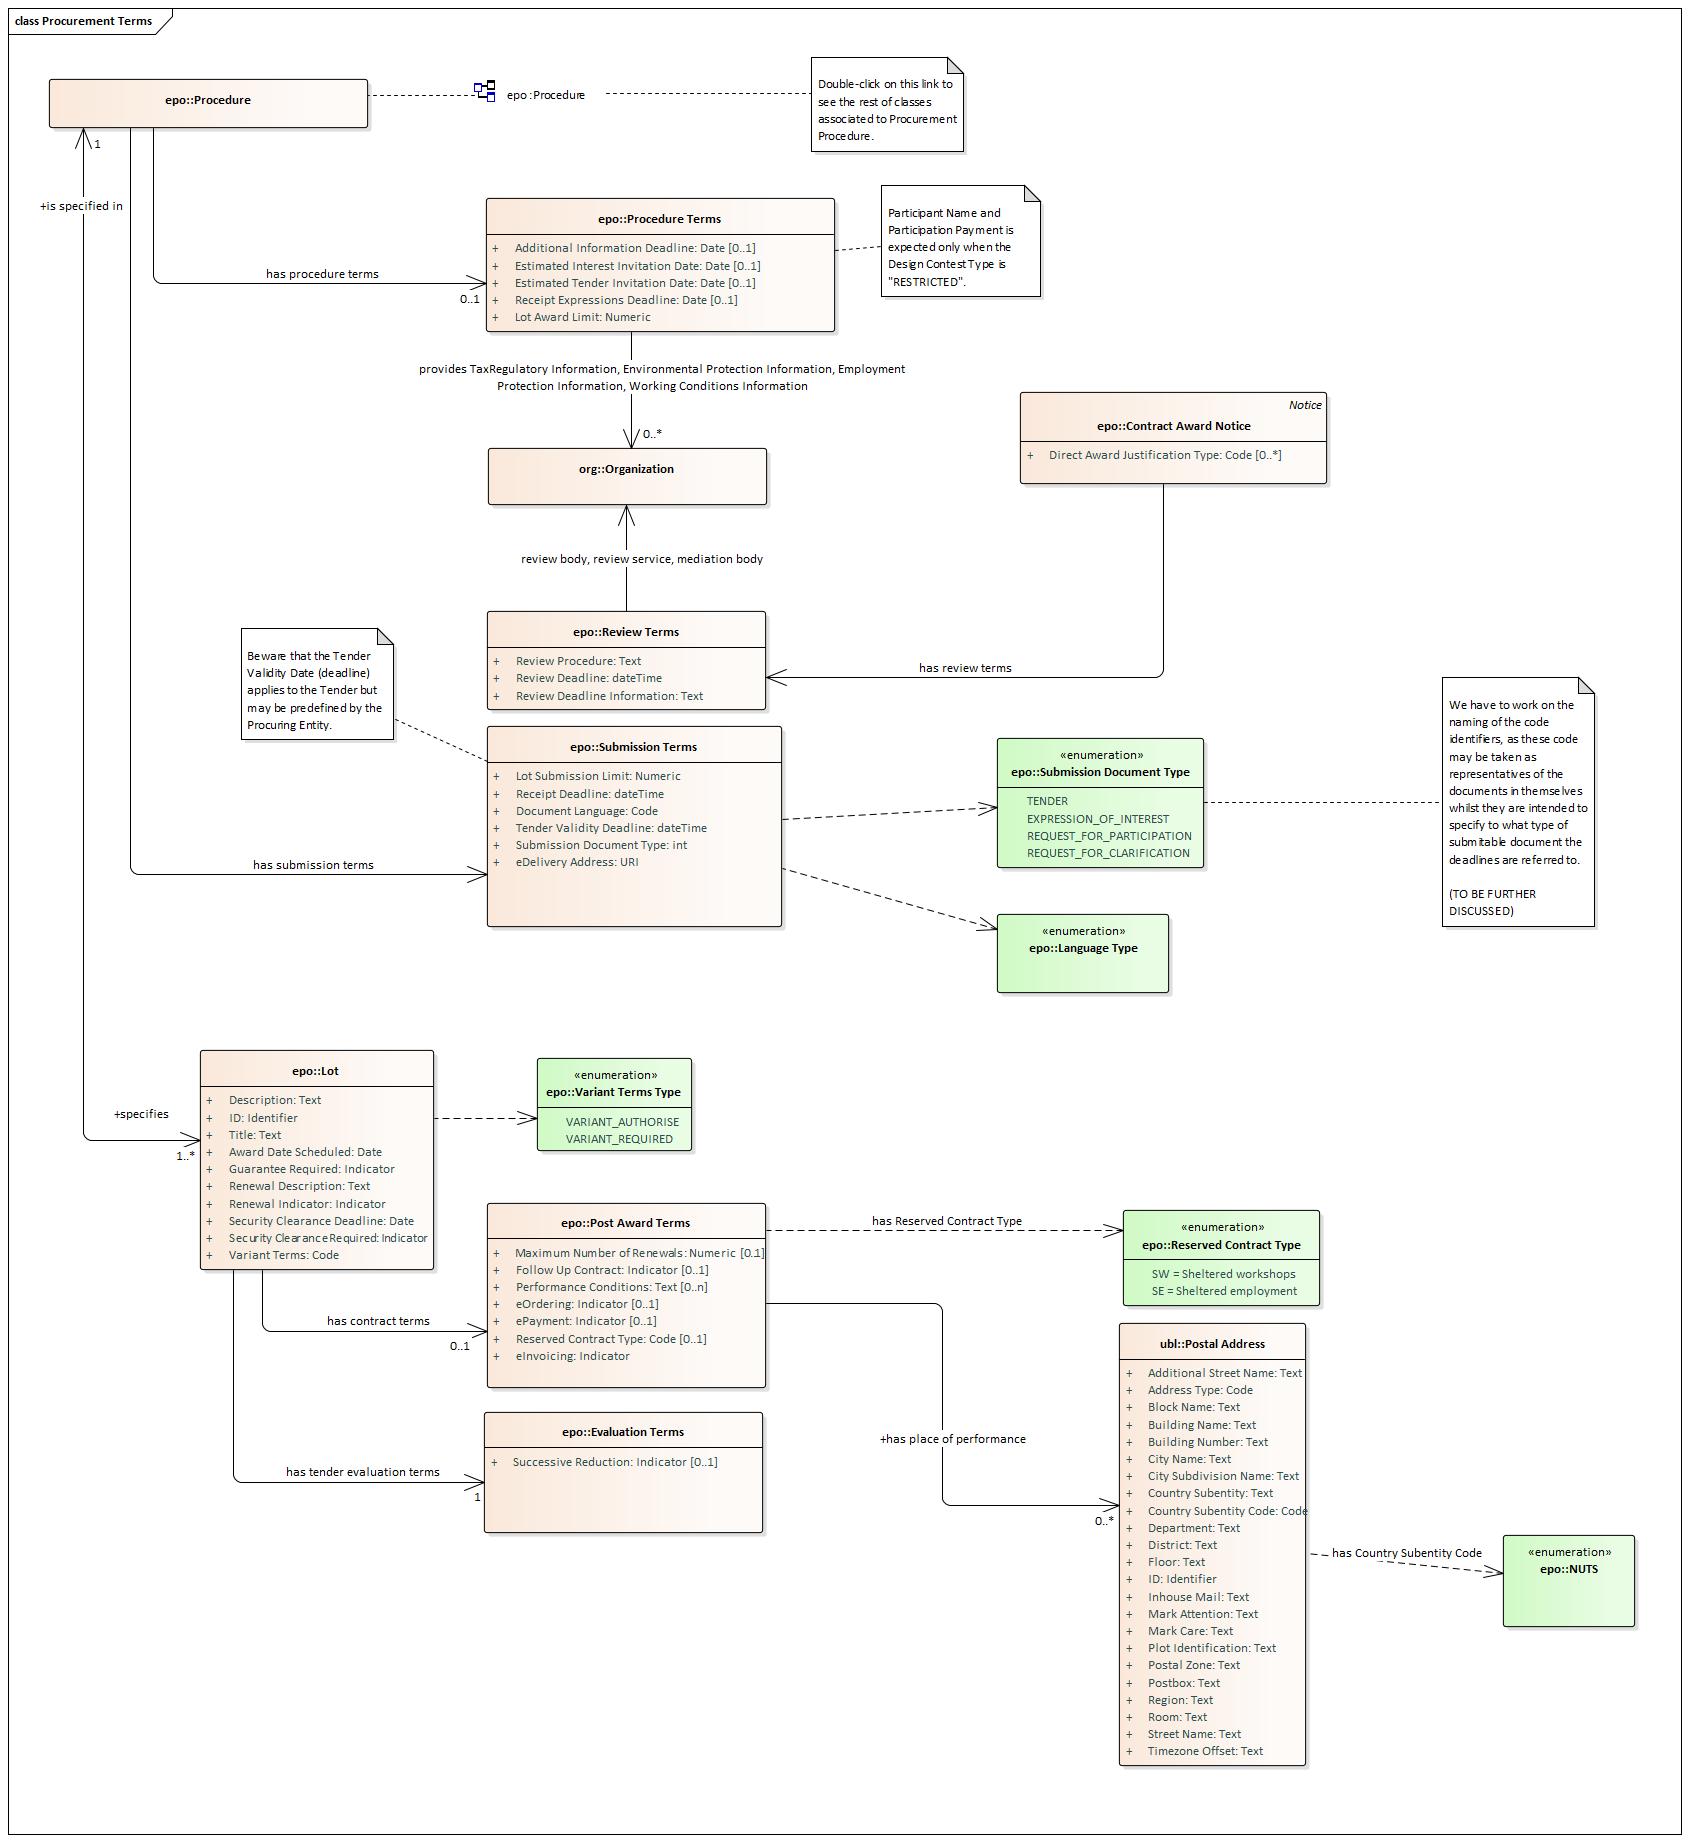 class Procurement Terms
epo::Procedure
epo :Procedure
Double-click on this link to
see the rest of classes
associated to Procurement
Procedure.
1
+is specified in
epo::Procedure Terms
+ Additional Information Deadline: Date [0..1]
+ Estimated Interest Invitation Date: Date [0..1]
+ Estimated Tender Invitation Date: Date [0..1]
+ Receipt Expressions Deadline: Date [0..1]
+ Lot Award Limit: Numeric
Participant Name and
Participation Payment is
expected only when the
Design Contest Type is
"RESTRICTED".
has procedure terms
0..1
provides TaxRegulatory Information, Environmental Protection Information, Employment
Protection Information, Working Conditions Information
0..*
org::Organization
Notice
epo::Contract Award Notice
+ Direct Award Justification Type: Code [0..*]
review body, review service, mediation body
epo::Review Terms
+ Review Procedure: Text
+ Review Deadline: dateTime
+ Review Deadline Information: Text
has review terms
Beware that the Tender
Validity Date (deadline)
applies to the Tender but
may be predefined by the
Procuring Entity.
epo::Submission Terms
+ Lot Submission Limit: Numeric
+ Receipt Deadline: dateTime
+ Document Language: Code
+ Tender Validity Deadline: dateTime
+ Submission Document Type: int
+ eDelivery Address: URI
has submission terms
«enumeration»
epo::Submission Document Type
TENDER
EXPRESSION_OF_INTEREST
REQUEST_FOR_PARTICIPATION
REQUEST_FOR_CLARIFICATION
We have to work on the
naming of the code
identifiers, as these code
may be taken as
representatives of the
documents in themselves
whilst they are intended to
specify to what type of
submitable document the
deadlines are referred to.
(TO BE FURTHER
DISCUSSED)
«enumeration»
epo::Language Type
epo::Lot
+ Description: Text
+ ID: Identifier
+ Title: Text
+ Award Date Scheduled: Date
+ Guarantee Required: Indicator
+ Renewal Description: Text
+ Renewal Indicator: Indicator
+ Security Clearance Deadline: Date
+ Security Clearance Required: Indicator
+ Variant Terms: Code
+specifies
1..*
«enumeration»
epo::Variant Terms Type
VARIANT_AUTHORISE
VARIANT_REQUIRED
epo::Post Award Terms
+ Maximum Number of Renewals: Numeric [0.1]
+ Follow Up Contract: Indicator [0..1]
+ Performance Conditions: Text [0..n]
+ eOrdering: Indicator [0..1]
+ ePayment: Indicator [0..1]
+ Reserved Contract Type: Code [0..1]
+ eInvoicing: Indicator
has contract terms
0..1
has Reserved Contract Type
«enumeration»
epo::Reserved Contract Type
SW = Sheltered workshops
SE = Sheltered employment
epo::Evaluation Terms
+ Successive Reduction: Indicator [0..1]
has tender evaluation terms
1
+has place of performance
0..*
ubl::Postal Address
+ Additional Street Name: Text
+ Address Type: Code
+ Block Name: Text
+ Building Name: Text
+ Building Number: Text
+ City Name: Text
+ City Subdivision Name: Text
+ Country Subentity: Text
+ Country Subentity Code: Code
+ Department: Text
+ District: Text
+ Floor: Text
+ ID: Identifier
+ Inhouse Mail: Text
+ Mark Attention: Text
+ Mark Care: Text
+ Plot Identification: Text
+ Postal Zone: Text
+ Postbox: Text
+ Region: Text
+ Room: Text
+ Street Name: Text
+ Timezone Offset: Text
has Country Subentity Code
«enumeration»
epo::NUTS